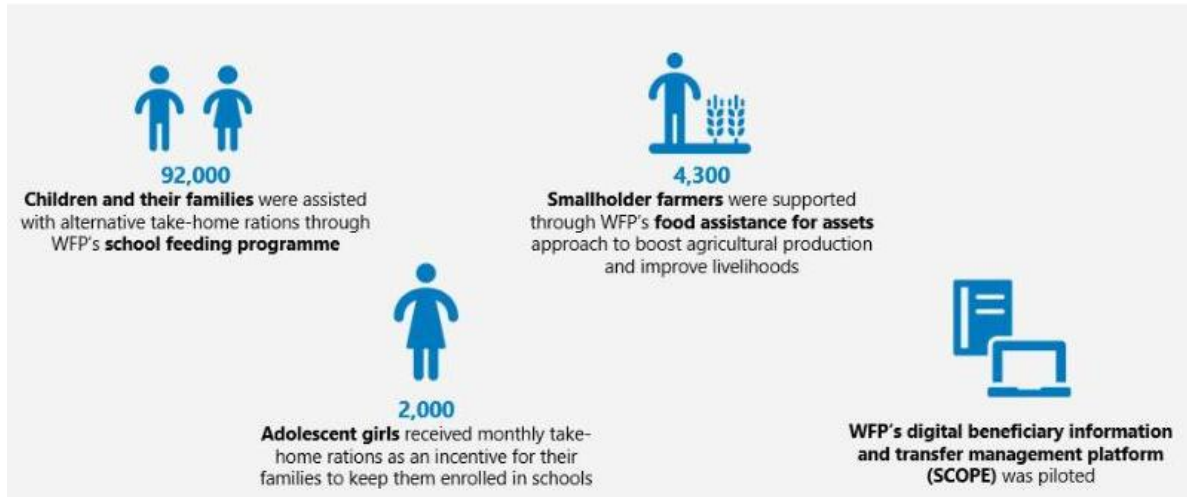 92,000
Children and their families were assisted
with alternative take-home rations through
WFP's school feeding programme
4,300
Smallholder farmers were supported
through WFP's food assistance for assets
approach to boost agricultural production
and improve livelihoods
2,000
Adolescent girls received monthly take-
home rations as an incentive for their
families to keep them enrolled in schools
WFP's digital beneficiary information
and transfer management platform
(SCOPE) was piloted